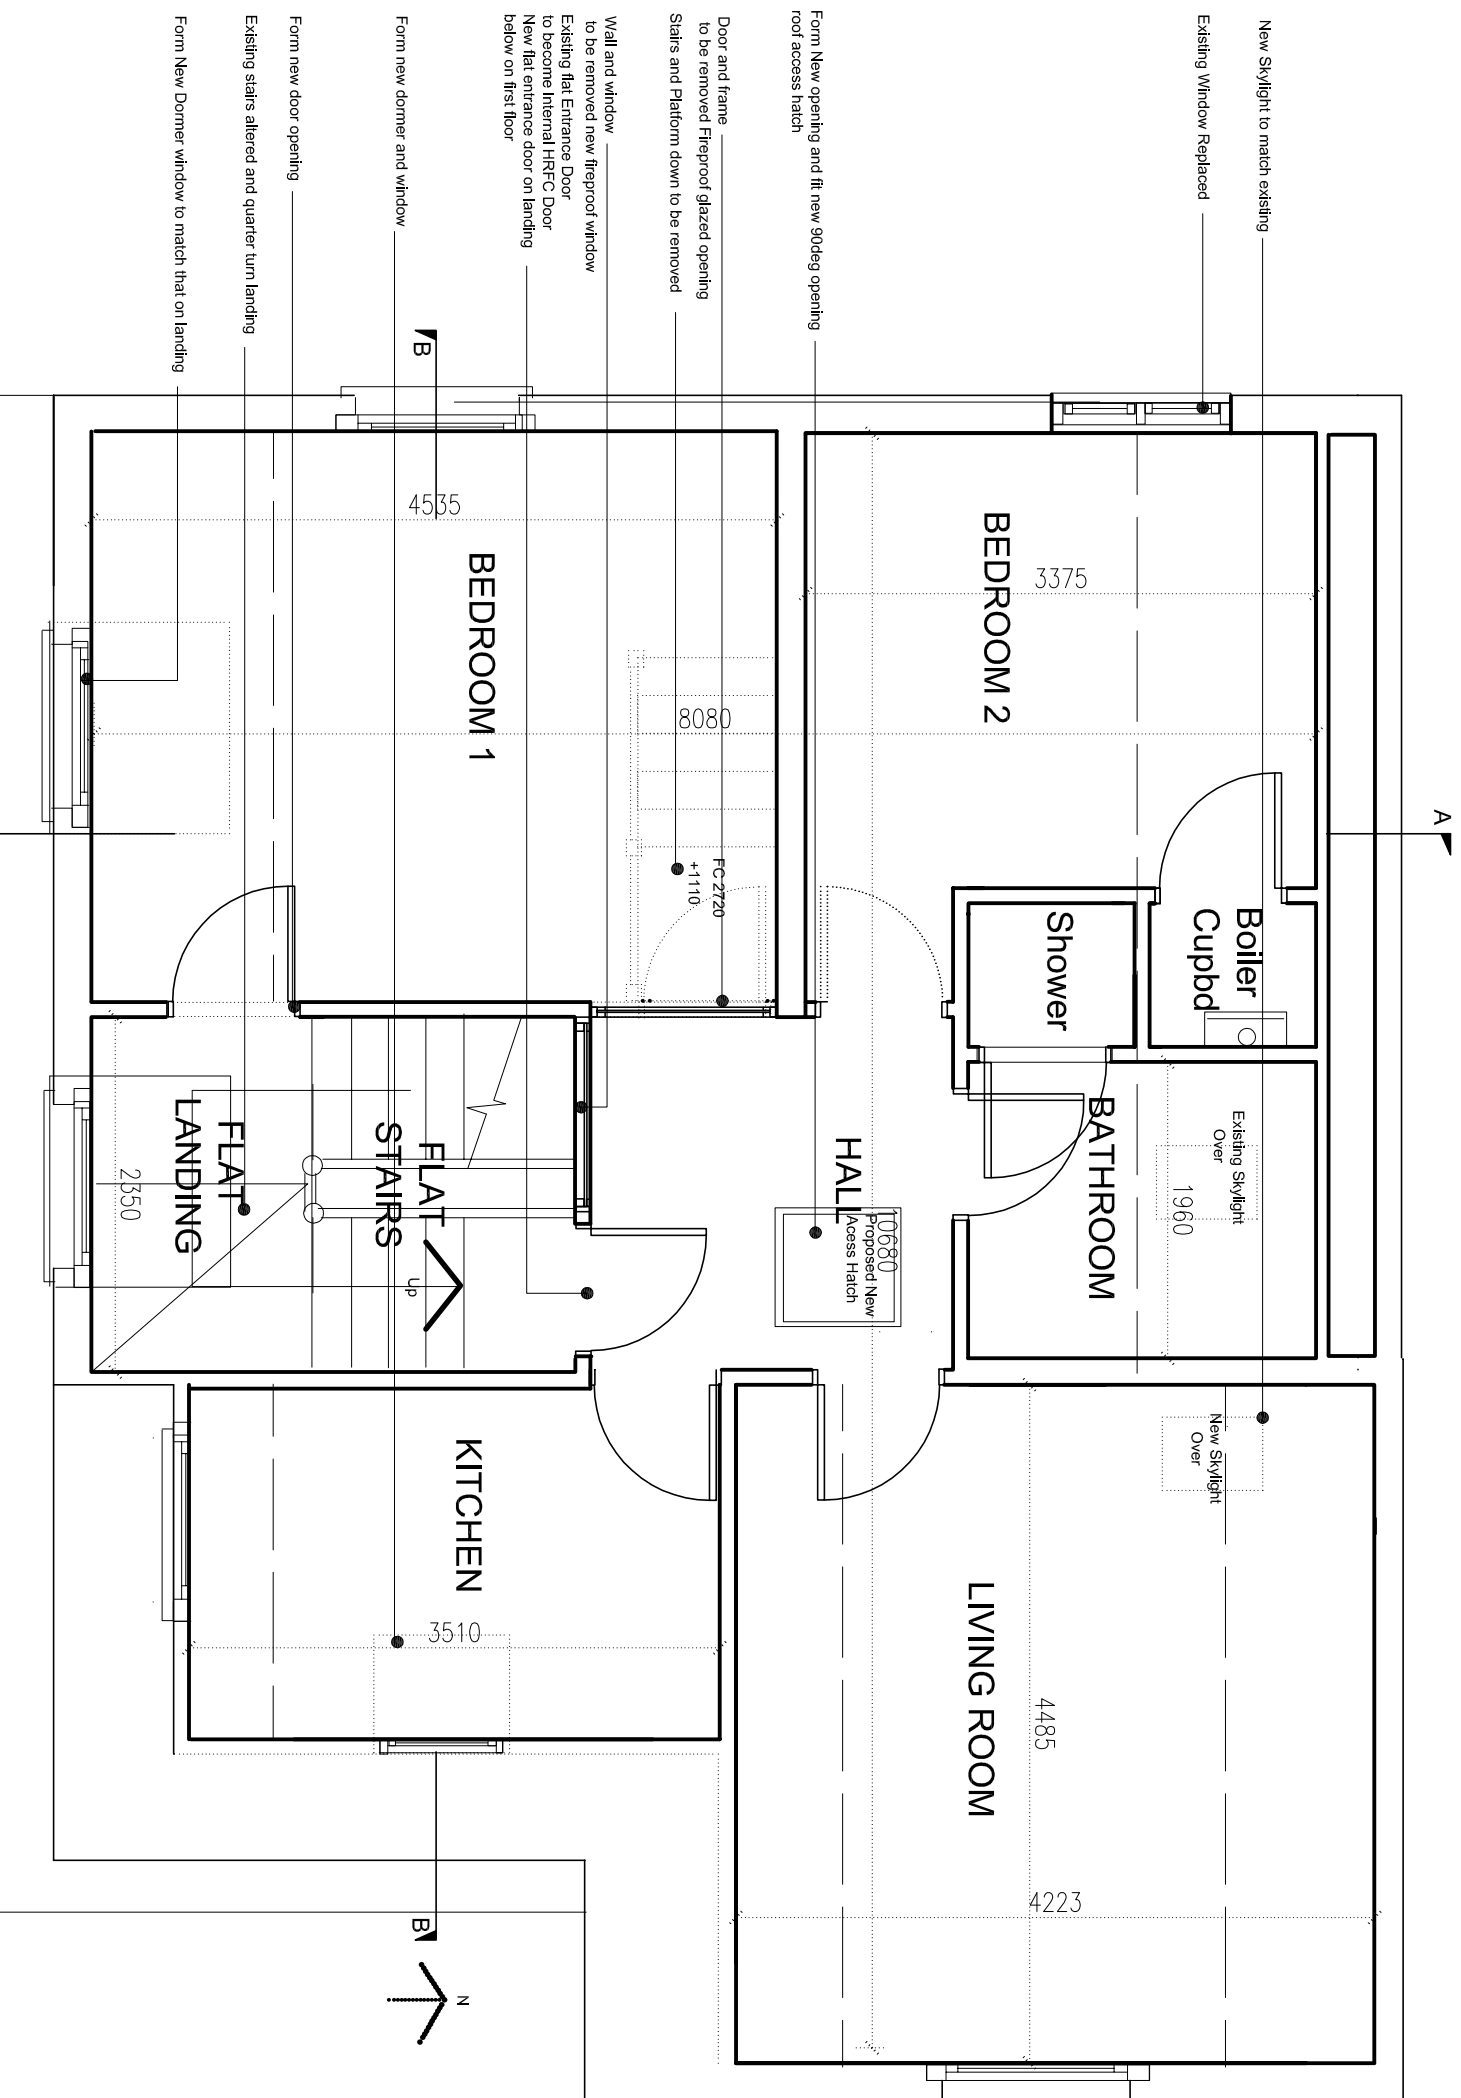 New Skylight to match existing
Existing Window Replaced
Form New opening and fit new 90deg opening
roof access hatch
Door and frame
to be removed Fireproof glazed opening
Stairs and Platform down to be removed
Wall and window
to be removed new fireproof window
Existing flat Entrance Door
to become Internal HRFC Door
New flat entrance door on landing
below on first floor
Form new dormer and window
Form new door opening
Existing stairs altered and quarter turn landing
Form New Dormer window to match that on landing
A
B
BEDROOM 2
3375
BEDROOM 1
4535
8080
FC 2720
+1110
Boiler
Cupbd
Shower
BATHROOM
Existing Skylight
Over
1960
HALL
10680
Proposed New
Acess Hatch
FLAT
STAIRS
Up
FLAT
LANDING
2350
New Skylight
Over
LIVING ROOM
4485
4223
KITCHEN
3510
B
N